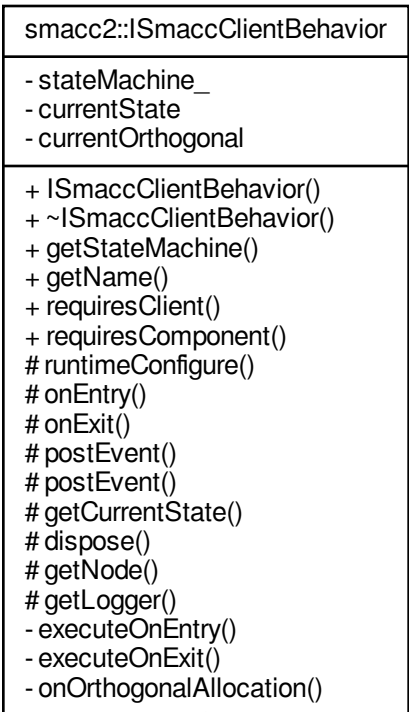 smacc2::ISmaccClientBehavior
- stateMachine_
- currentState
- currentOrthogonal
+ ISmaccClientBehavior()
+ ~ISmaccClientBehavior()
+ getStateMachine()
+ getName()
+ requiresClient()
+ requiresComponent()
# runtimeConfigure()
# onEntry()
# onExit()
# postEvent()
# postEvent()
# getCurrentState()
# dispose()
# getNode()
# getLogger()
- executeOnEntry()
- executeOnExit()
- onOrthogonalAllocation()